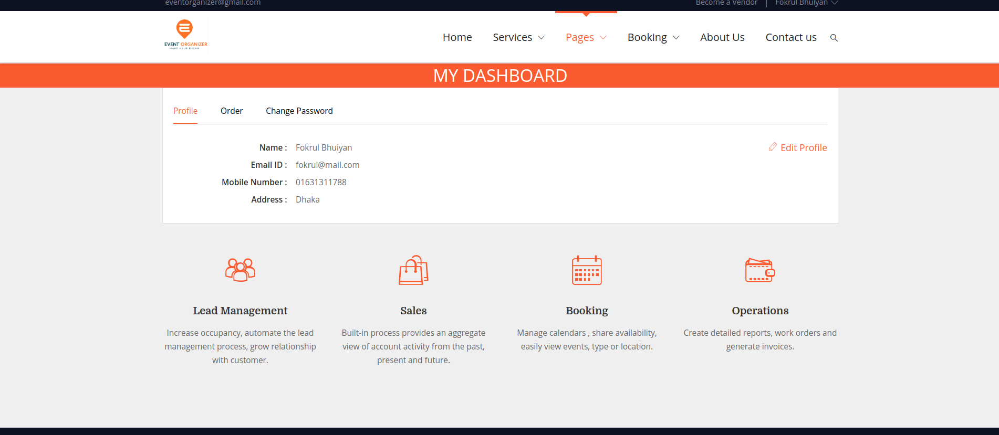 eventorganizer@gmail.com
Become a Vendor
Fokrul Bhuiyan
EVENT ORGANIZER
MAKE YOUR DREAM
Home
Services
Pages
Booking
About Us
Contact us
MY DASHBOARD
Profile
Order
Change Password
Name : Fokrul Bhuiyan
Edit Profile
Email ID : fokrul@mail.com
Mobile Number : 01631311788
Address : Dhaka
Lead Management
Increase occupancy, automate the lead
management process, grow relationship
with customer.
Sales
Built-in process provides an aggregate
view of account activity from the past,
present and future.
Booking
Manage calendars , share availability,
easily view events, type or location.
Operations
Create detailed reports, work orders and
generate invoices.